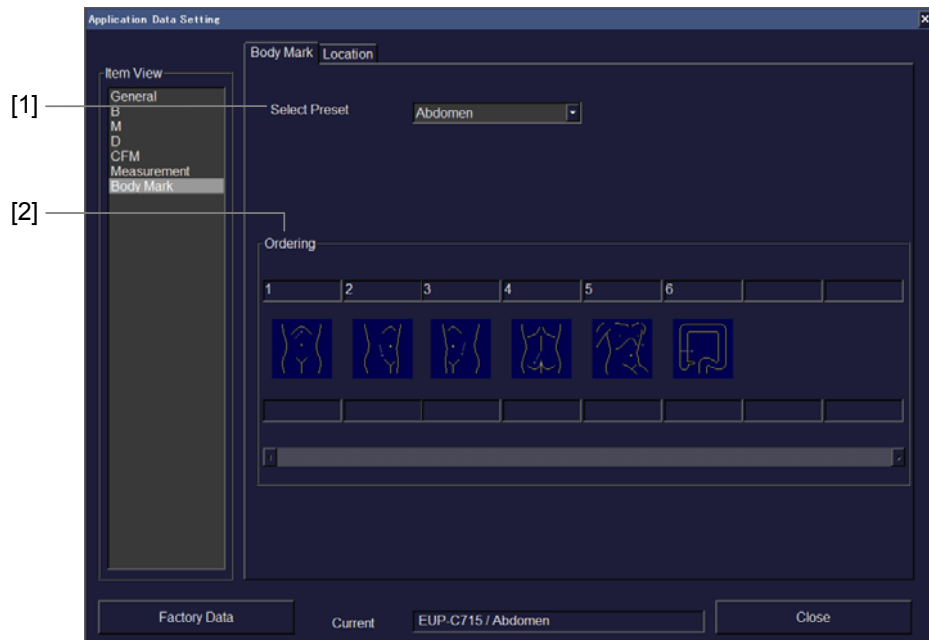 Application Data Setting
Body Mark Location
Item View
General
[1]
Select Preset
Abdomen
B
M
D
CFM
Measurement
Body Mark
[2]
Ordering
1 2 3 4 5 6
Factory Data
Current
EUP-C715 / Abdomen
Close